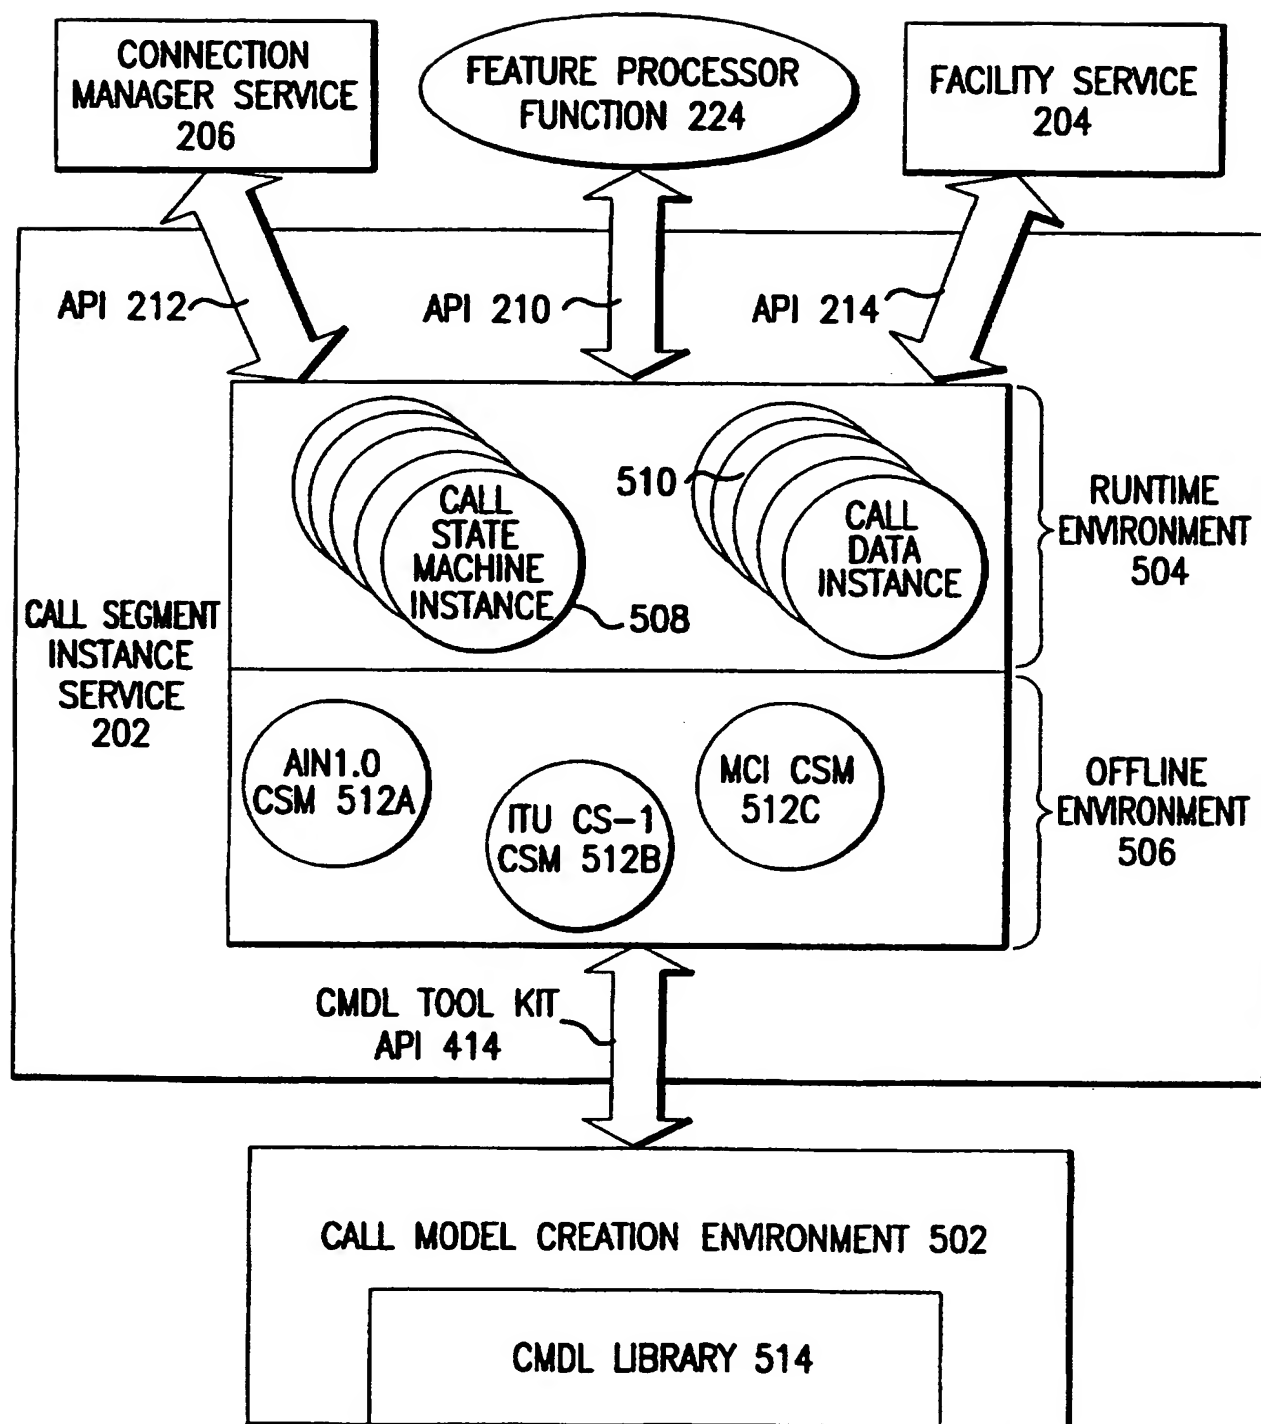 CONNECTION
MANAGER SERVICE
206
FEATURE PROCESSOR
FUNCTION 224
FACILITY SERVICE
204
API 212
API 210
API 214
CALL
STATE
MACHINE
INSTANCE
508
510
CALL
DATA
INSTANCE
RUNTIME
ENVIRONMENT
504
CALL SEGMENT
INSTANCE
SERVICE
202
AIN1.0
CSM 512A
ITU CS-1
CSM 512B
MCI CSM
512C
OFFLINE
ENVIRONMENT
506
CMDL TOOL KIT
API 414
CALL MODEL CREATION ENVIRONMENT 502
CMDL LIBRARY 514